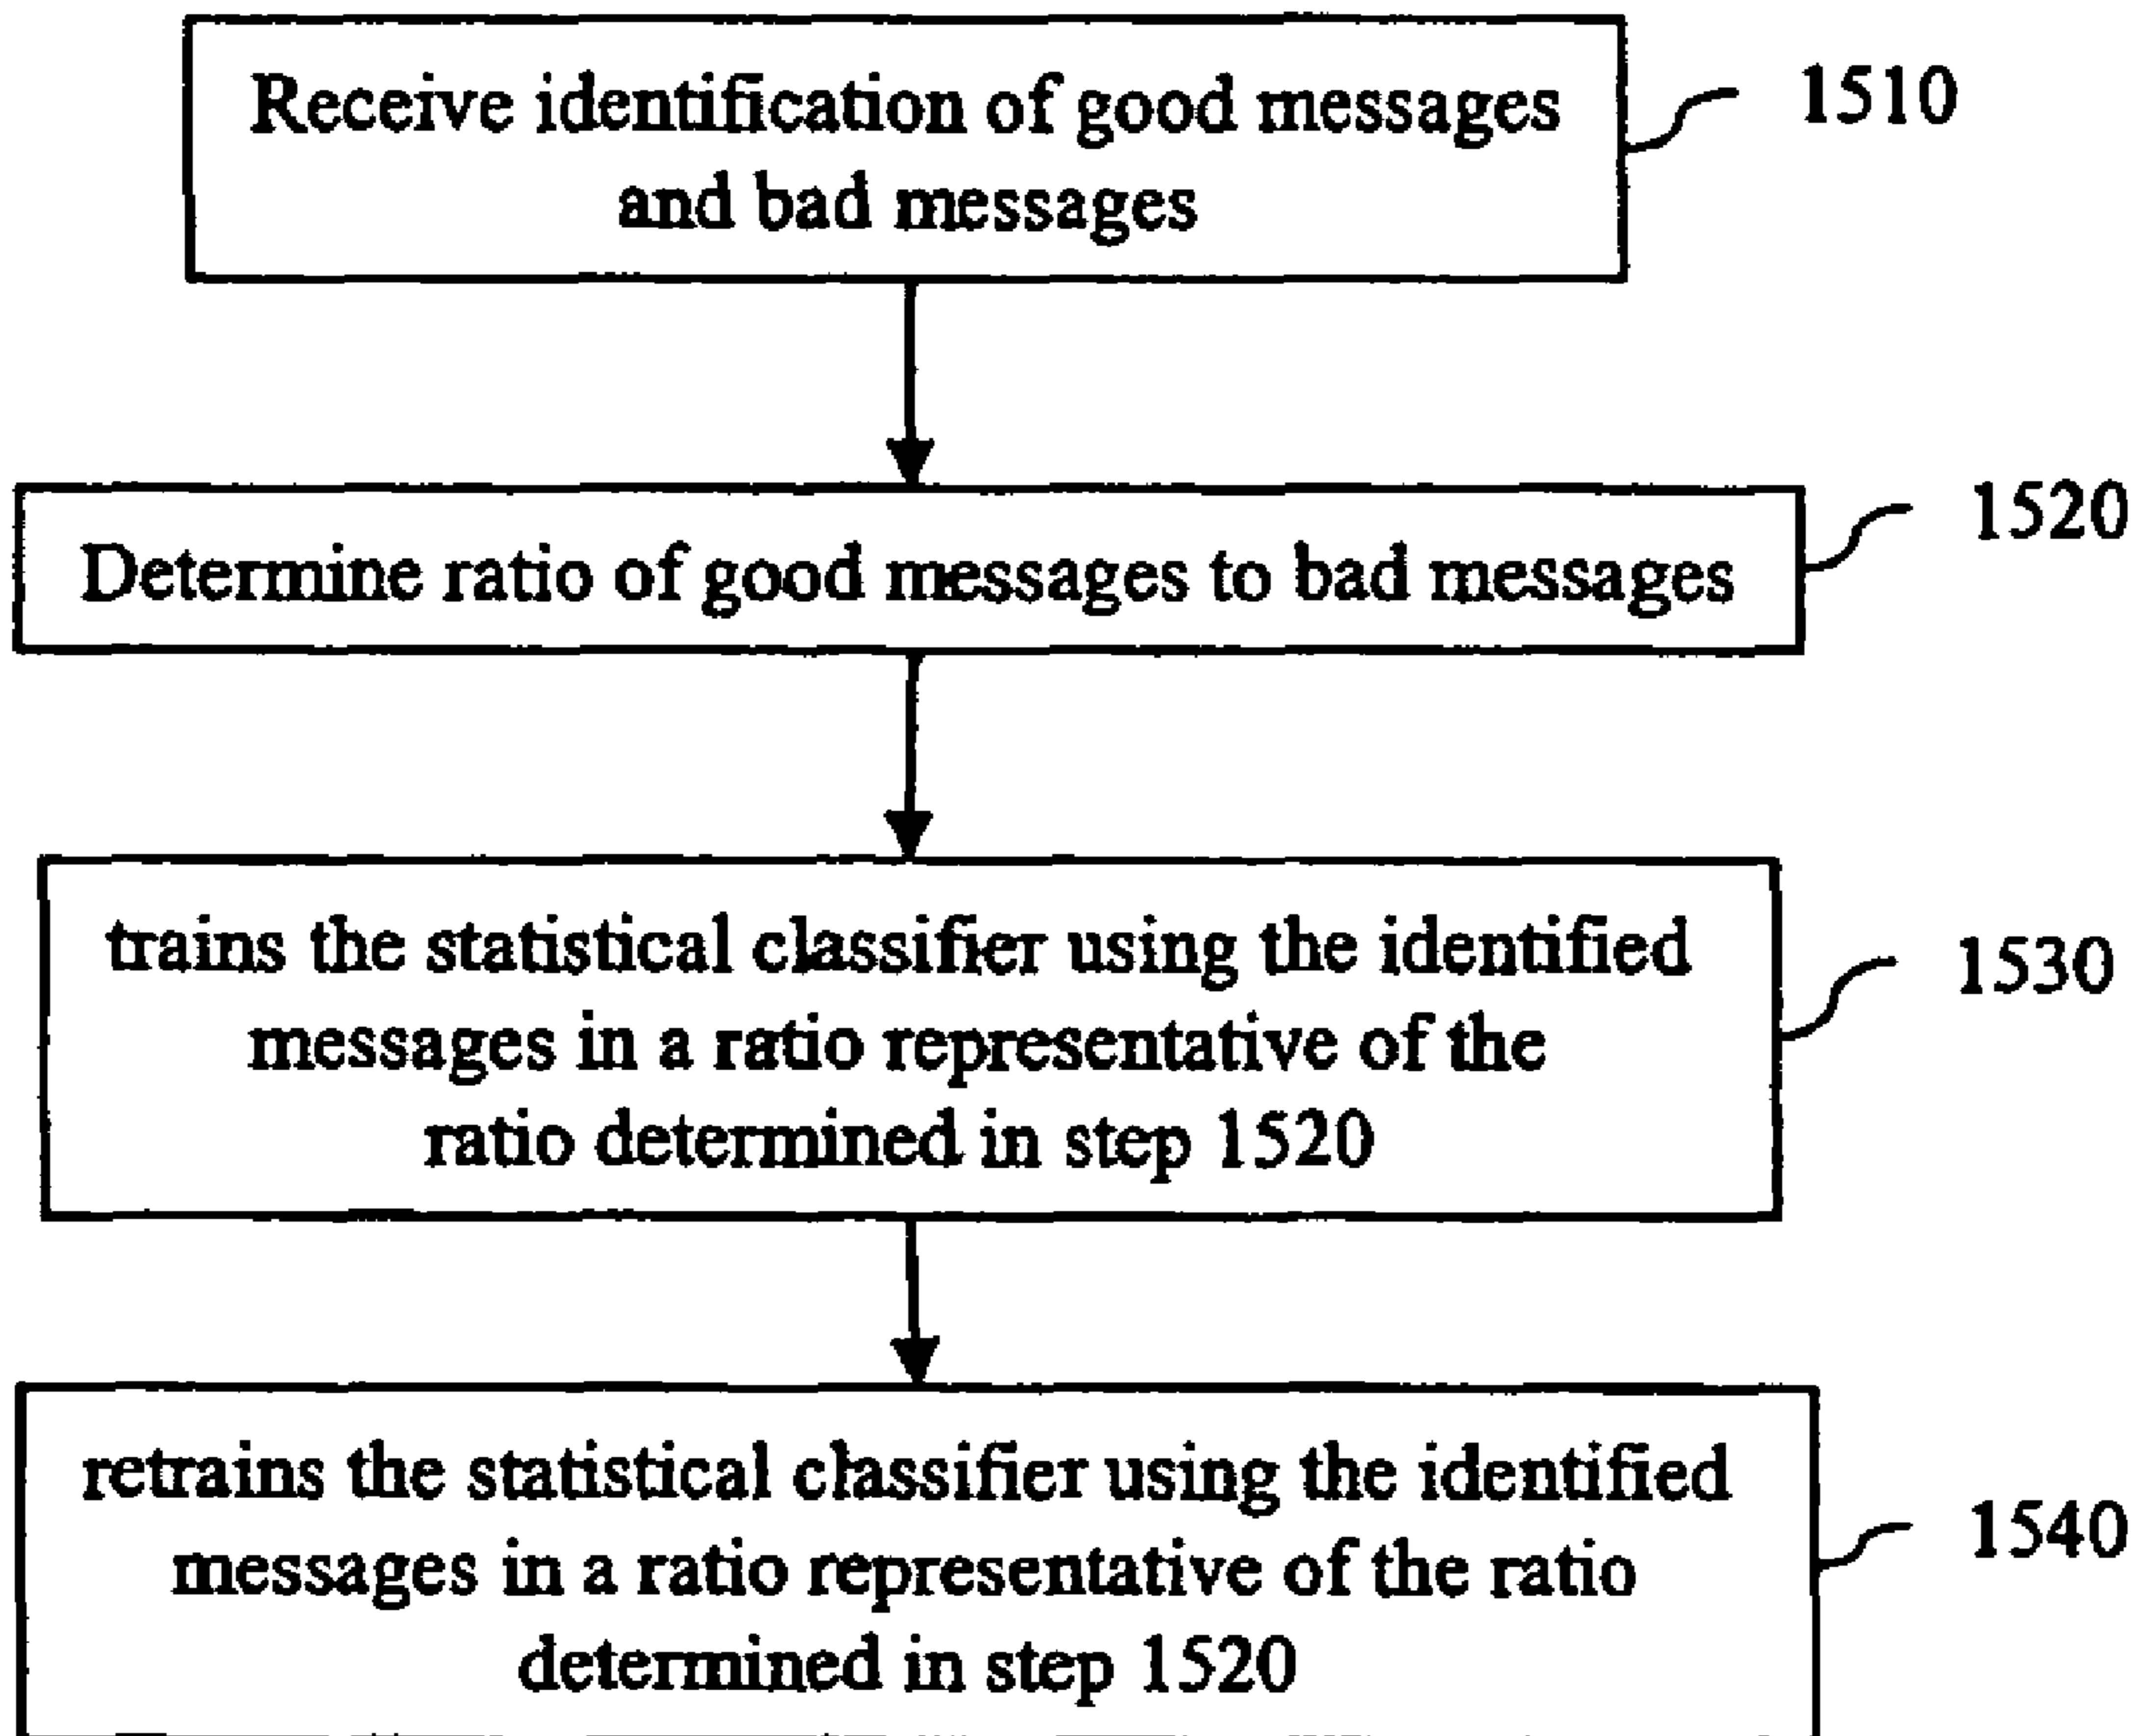 Receive identification of good messages
and bad messages
1510
Determine ratio of good messages to bad messages
1520
trains the statistical classifier using the identified
messages in a ratio representative of the
ratio determined in step 1520
1530
retrains the statistical classifier using the identified
messages in a ratio representative of the ratio
determined in step 1520
1540